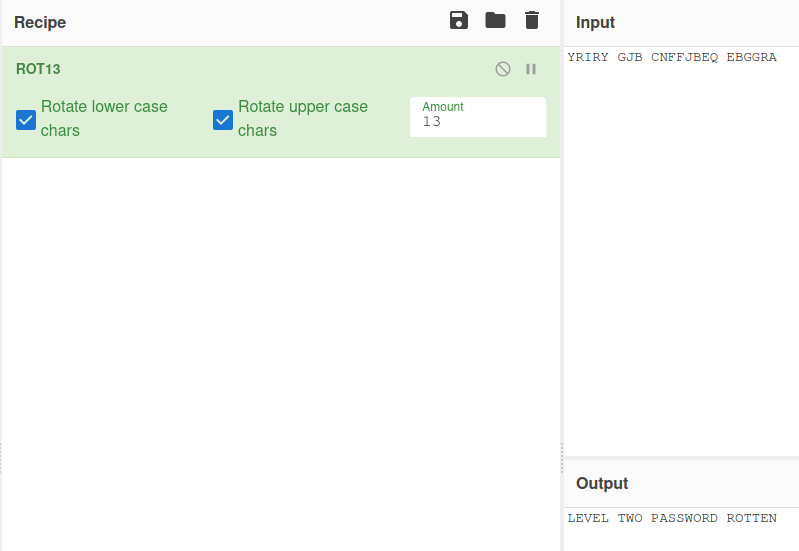 Recipe
ROT13
Rotate lower case
chars
Rotate upper case
chars
Amount
13
Input
YRIRY GJB CNFFJBEQ EBGGRA
Output
LEVEL TWO PASSWORD ROTTEN